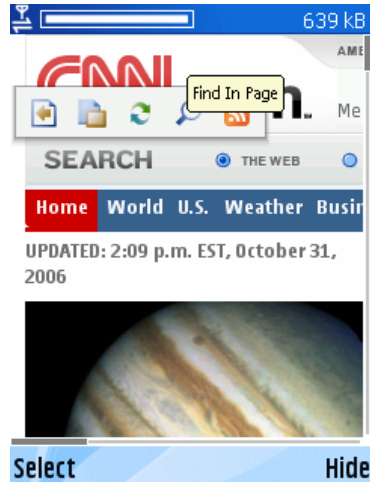 639 kB
AME
CNN
Find In Page
n.
Me
SEARCH
THE WEB
Home World U.S. Weather Busin
UPDATED: 2:09 p.m. EST, October 31,
2006
Select
Hide